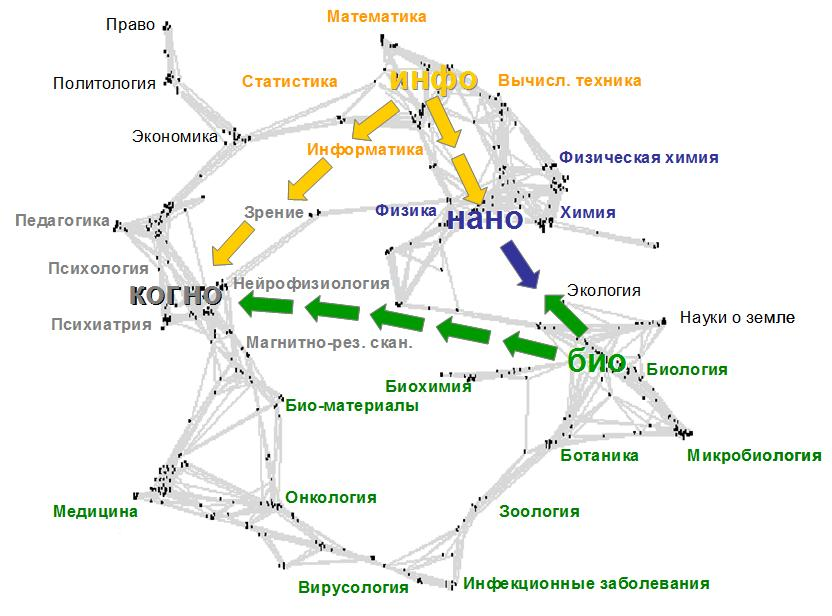 Математика
Право
инфо
Статистика
Вычисл. техника
Политология
Экономика
Информатика
Физическая химия
Зрение
Физика
нано
Химия
Педагогика
Психология
Нейрофизиология
когно
Экология
Психиатрия
Науки о земле
Магнитно-рез. скан.
био
Биология
Биохимия
Био-материалы
Ботаника
Микробиология
Онкология
Медицина
Зоология
Вирусология
Инфекционные заболевания